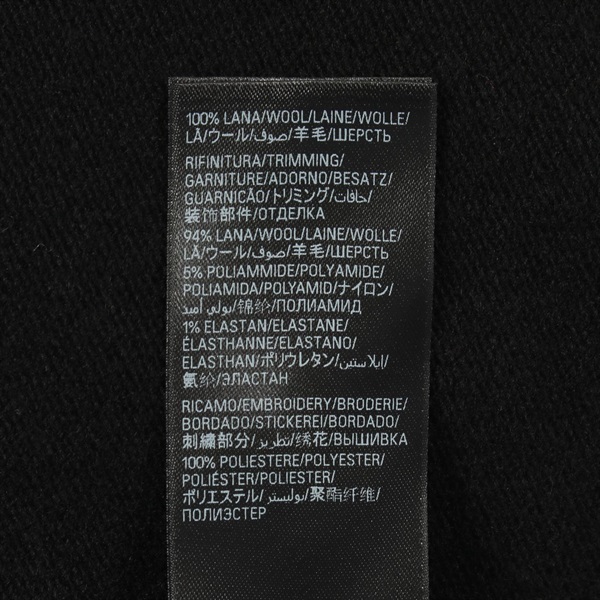 100% LANA/WOOL/LAINE/WOLLE/
LÃ/ウール/صوف/羊毛/ШЕРСТЬ
RIFINITURA/TRIMMING/
GARNITURE/ADORNO/BESATZ/
GUARNICÃO/トリミング/حافات/
装饰部件/ОТДЕЛКА
94% LANA/WOOL/LAINE/WOLLE/
LÃ/ウール/صوف/羊毛/ШЕРСТЬ
5% POLIAMMIDE/POLYAMIDE/
POLIAMIDA/POLYAMID/ナイロン/
بولي أميد/锦纶/ПОЛИАМИД
1% ELASTAN/ELASTANE/
ÉLASTHANNE/ELASTANO/
ELASTHAN/ポリウレタン/إيلاستين/
氨纶/ЭЛАСТАН
RICAMO/EMBROIDERY/BRODERIE/
BORDADO/STICKEREI/BORDADO/
刺繍部分/تطريز/绣花/ВЫШИВКА
100% POLIESTERE/POLYESTER/
POLIÉSTER/POLIESTER/
ポリエステル/بوليستر/聚酯纤维/
ПОЛИЭСТЕР